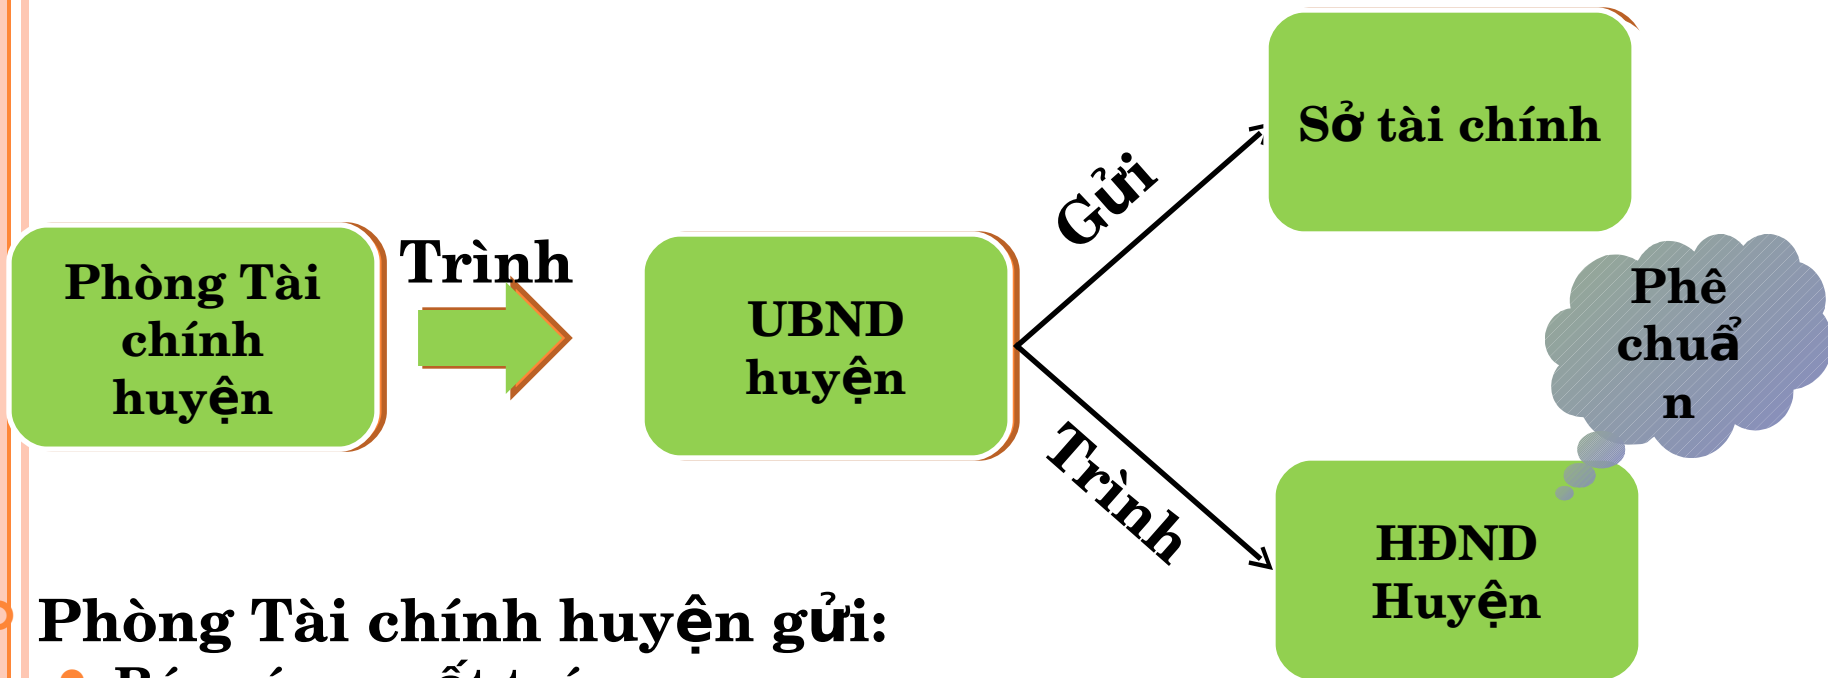 Sở tài chính
Gửi
Trình
Phòng Tài
chính
huyện
UBND
huyện
Phê
chuẩ
n
Trình
HĐND
Huyện
Phòng Tài chính huyện gửi: